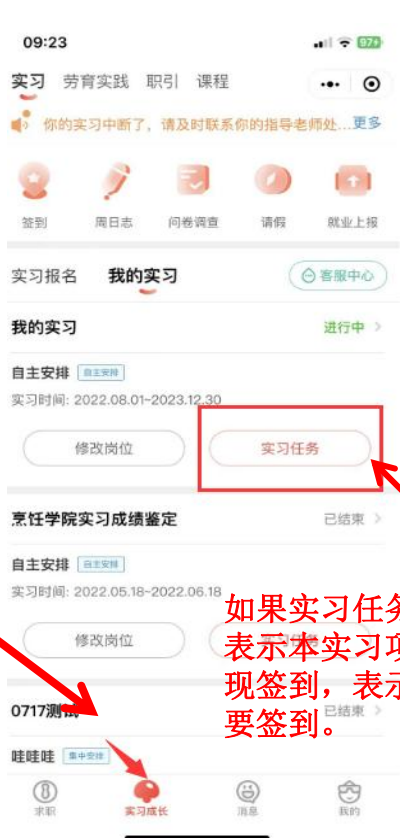 09:23
97
实习 劳育实践 职引 课程
你的实习中断了，请及时联系你的指导老师处...更多
签到 周日志 问卷调查 请假 就业上报
实习报名 我的实习 客服中心
我的实习 进行中
自主安排 自主安排
实习时间: 2022.08.01~2023.12.30
修改岗位 实习任务
烹饪学院实习成绩鉴定 已结束
自主安排 自主安排
实习时间: 2022.05.18~2022.06.18
如果实习任务
修改岗位
表示本实习项
现签到，表示
0717测试 已结束
要签到。
哇哇哇 集中安排
求职 实习成长 消息 我的